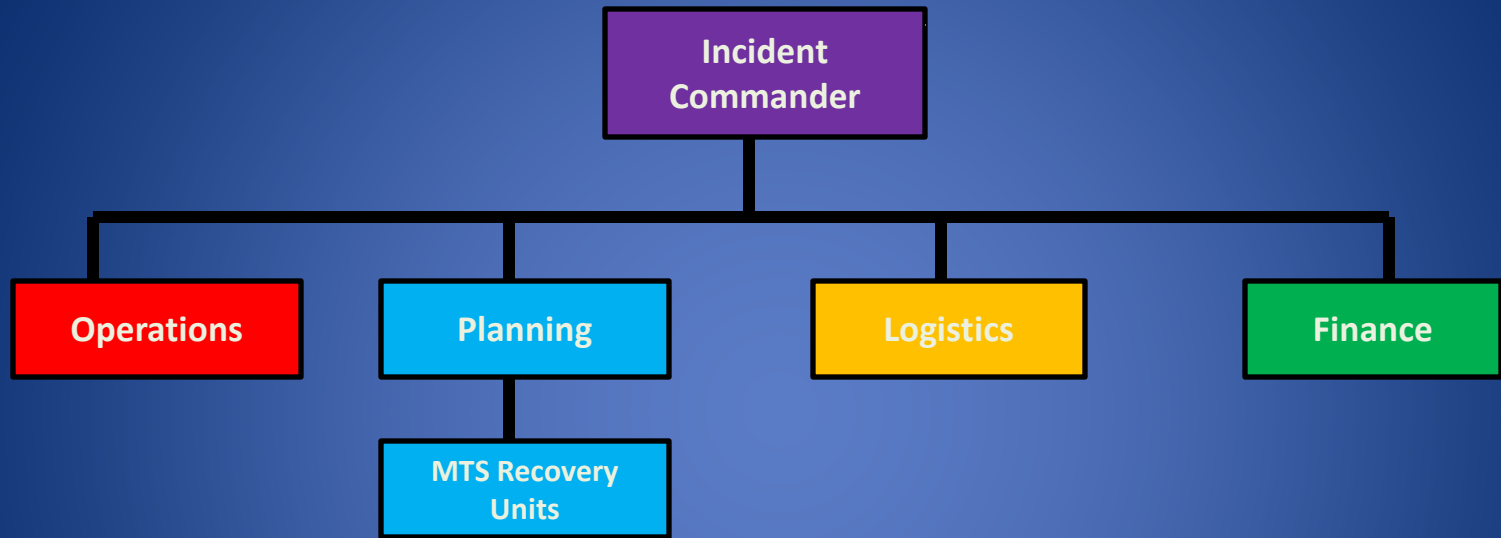 Incident
Commander
Operations
Planning
Logistics
Finance
MTS Recovery
Units